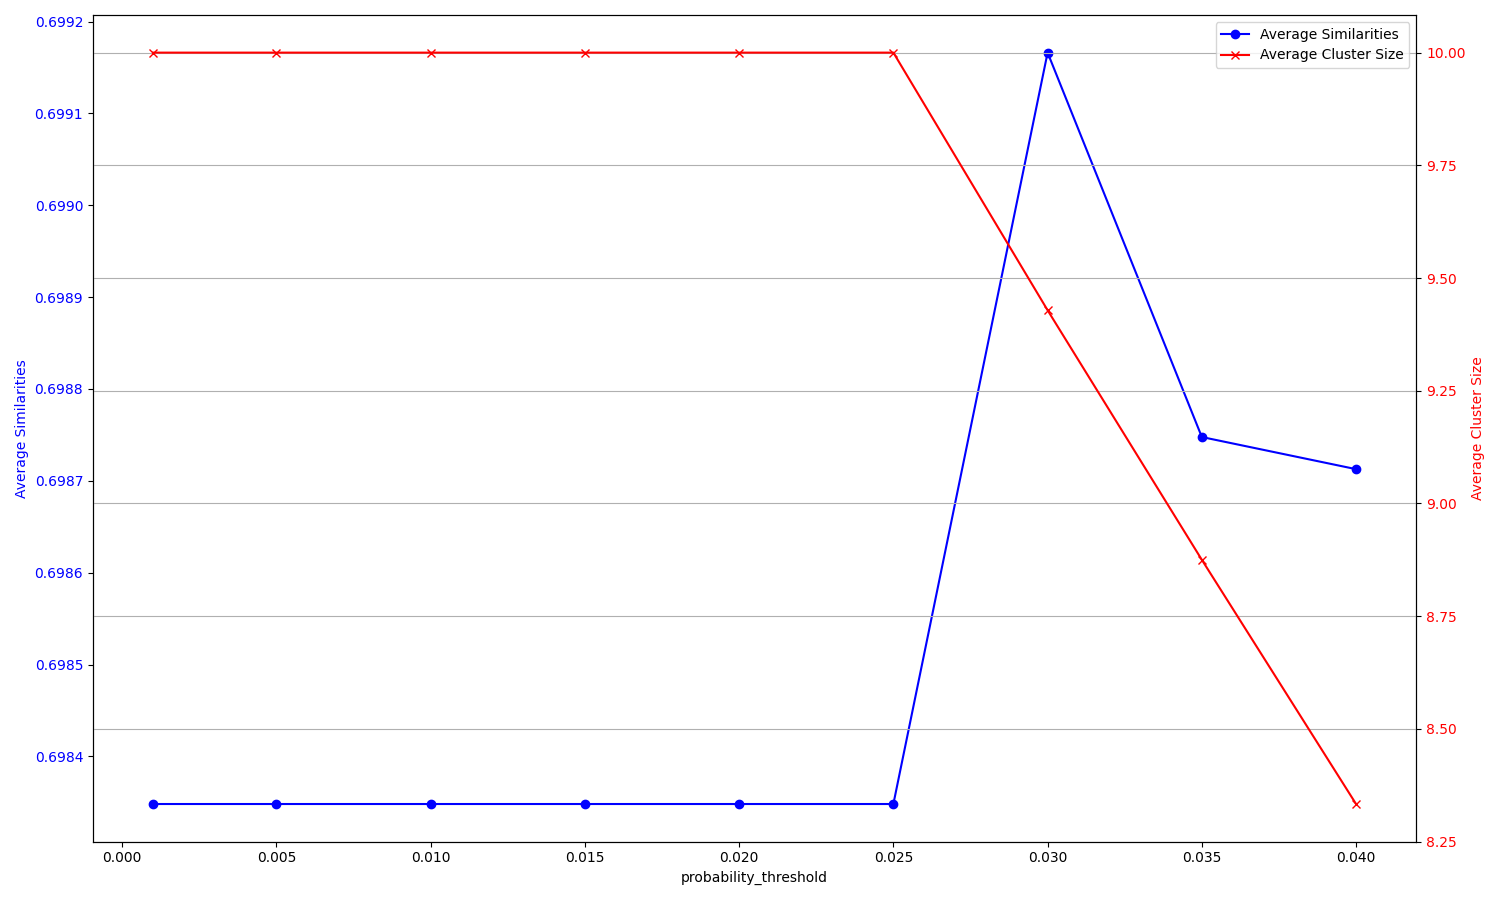 Average Similarities
Average Cluster Size
0.6992
0.6991
0.6990
0.6989
0.6988
0.6987
0.6986
0.6985
0.6984
Average Similarities
10.00
9.75
9.50
9.25
9.00
8.75
8.50
8.25
Average Cluster Size
0.000 0.005 0.010 0.015 0.020 0.025 0.030 0.035 0.040
probability_threshold